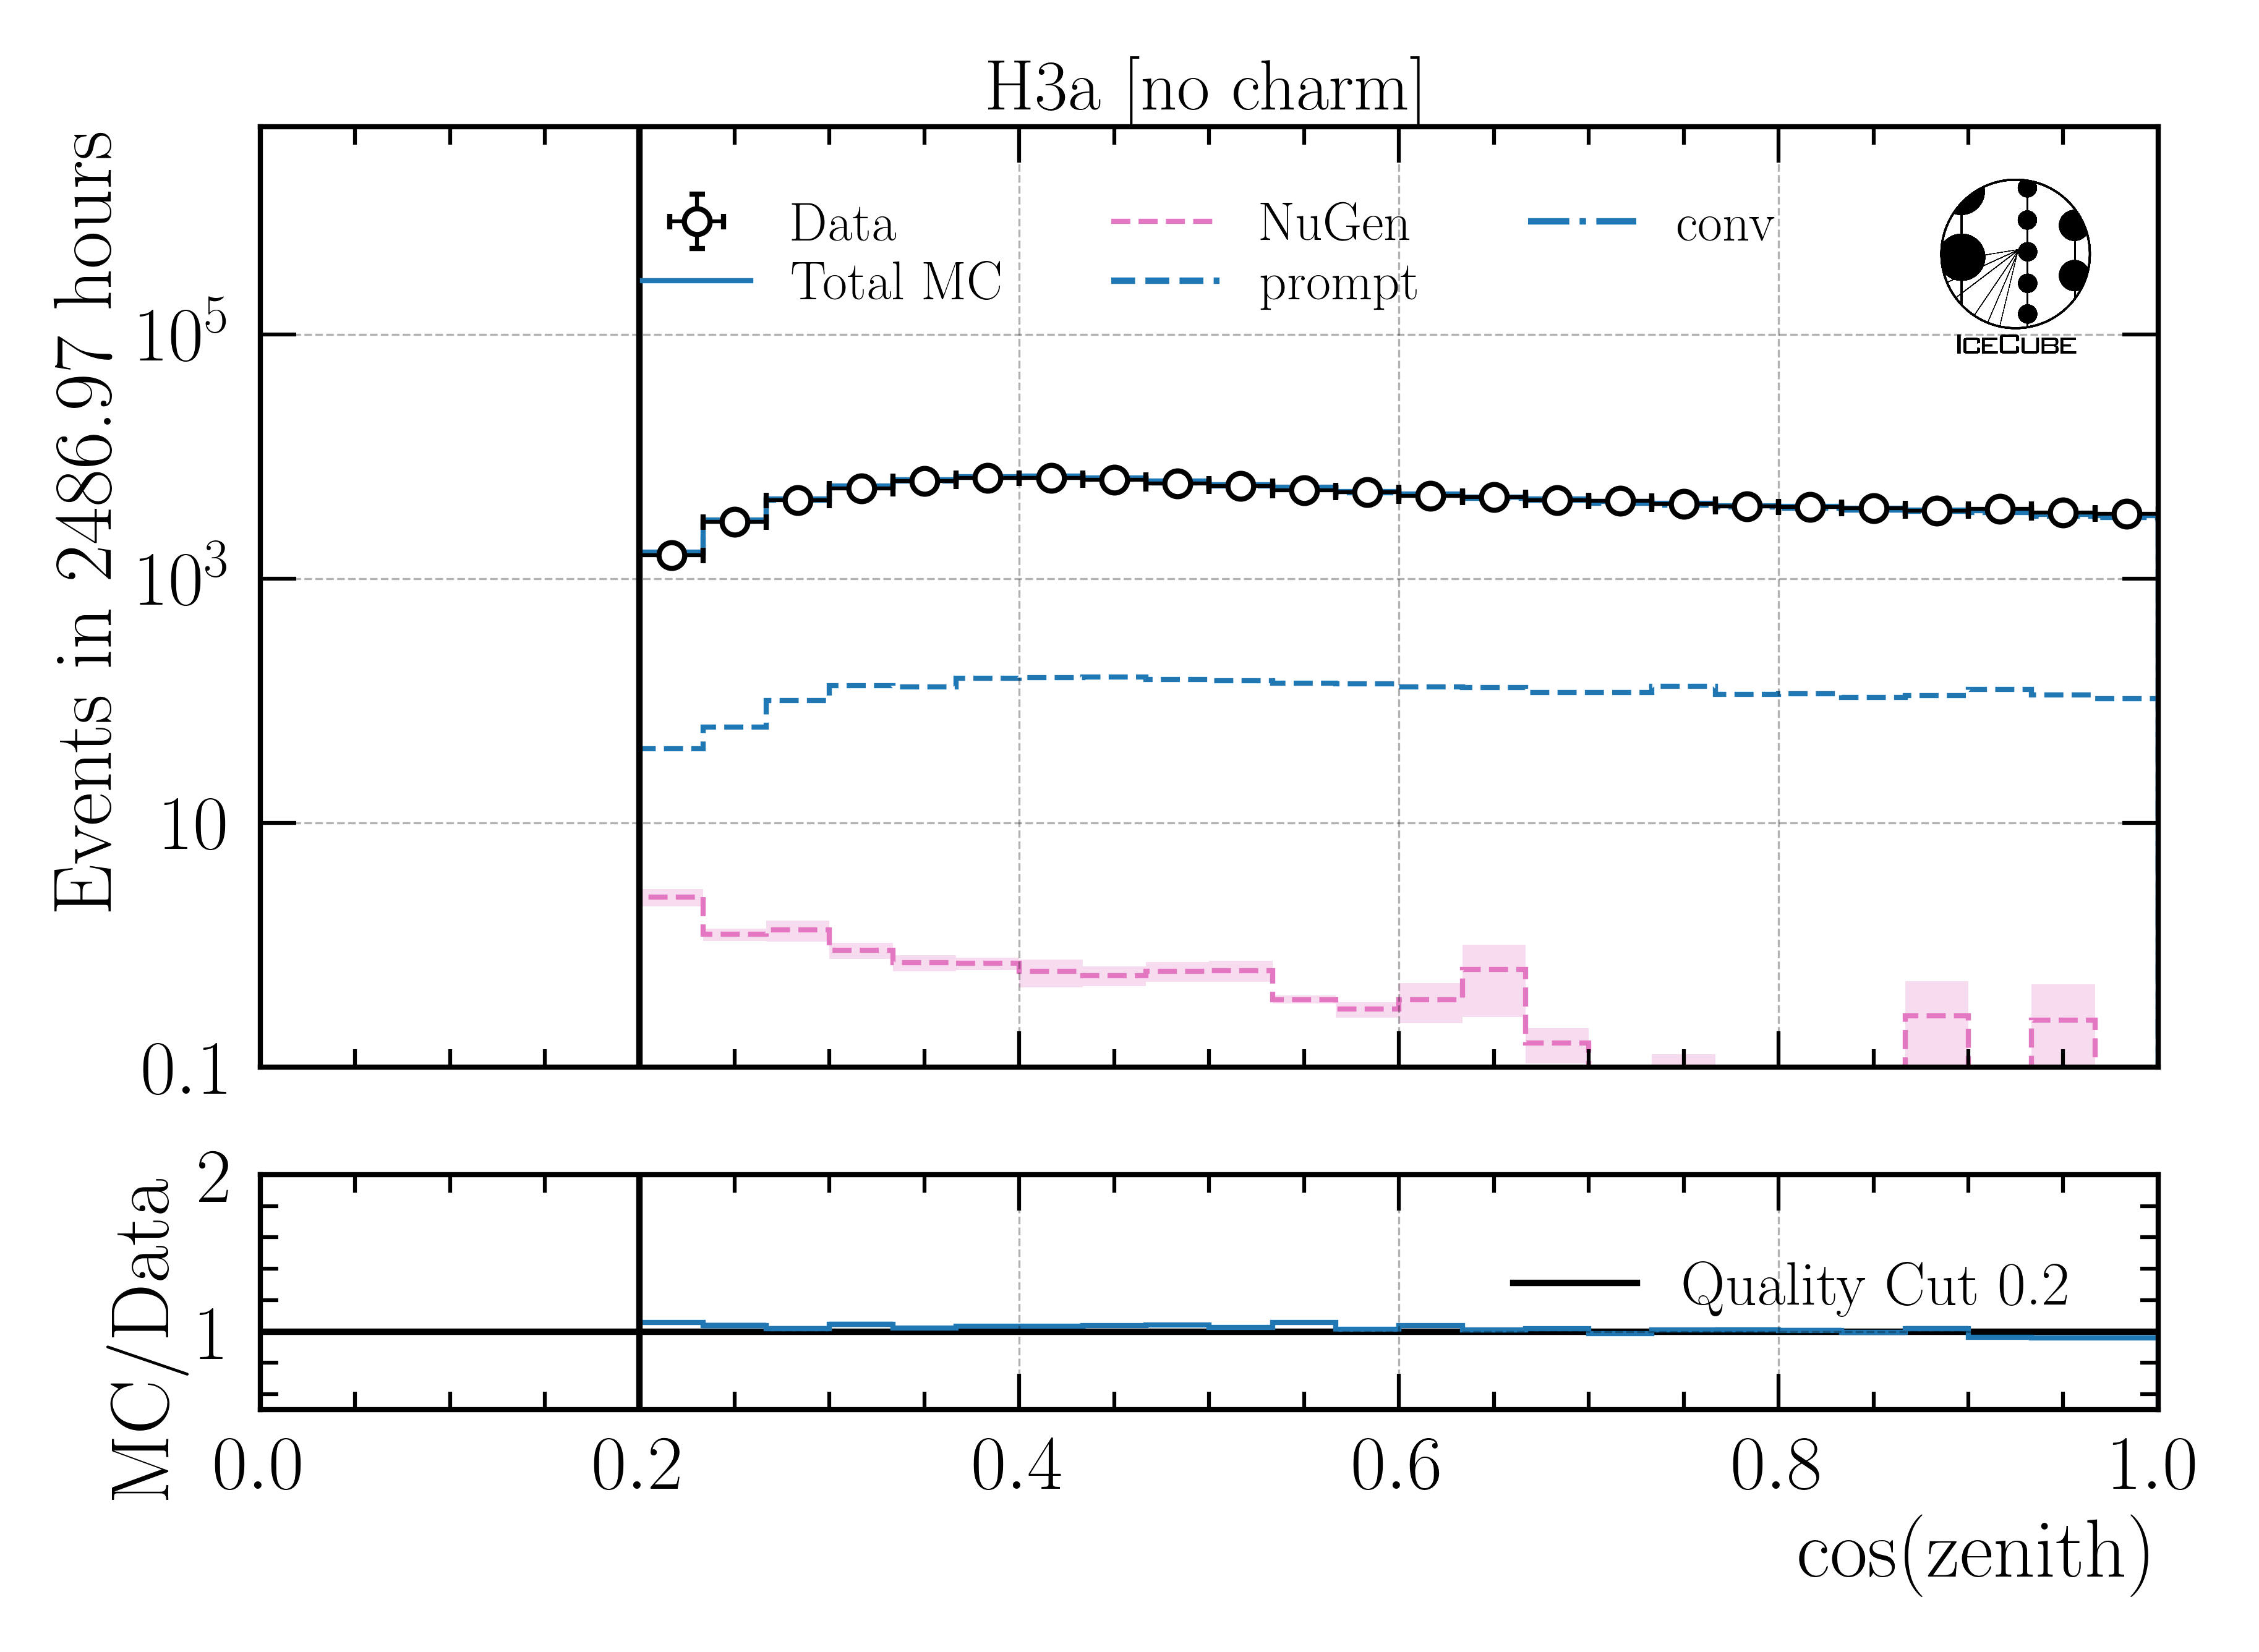 H3a [no charm]
Events in 2486.97 hours
10^5
10^3
10
0.1
Data
Total MC
NuGen
prompt
conv
IceCube
MC/Data
2
1
Quality Cut 0.2
0.0 0.2 0.4 0.6 0.8 1.0
cos(zenith)